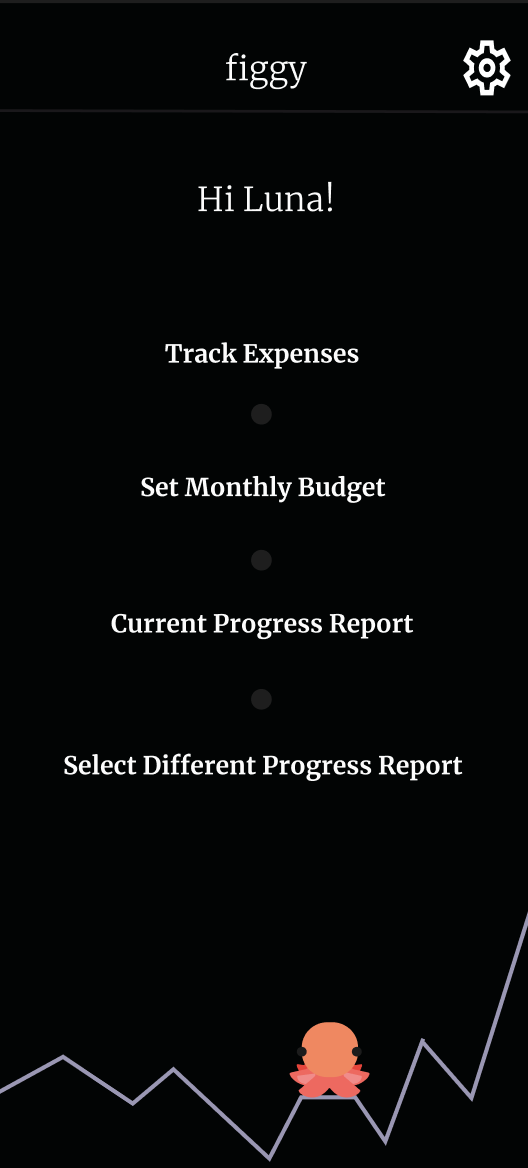 figgy
Hi Luna!
Track Expenses
Set Monthly Budget
Current Progress Report
Select Different Progress Report